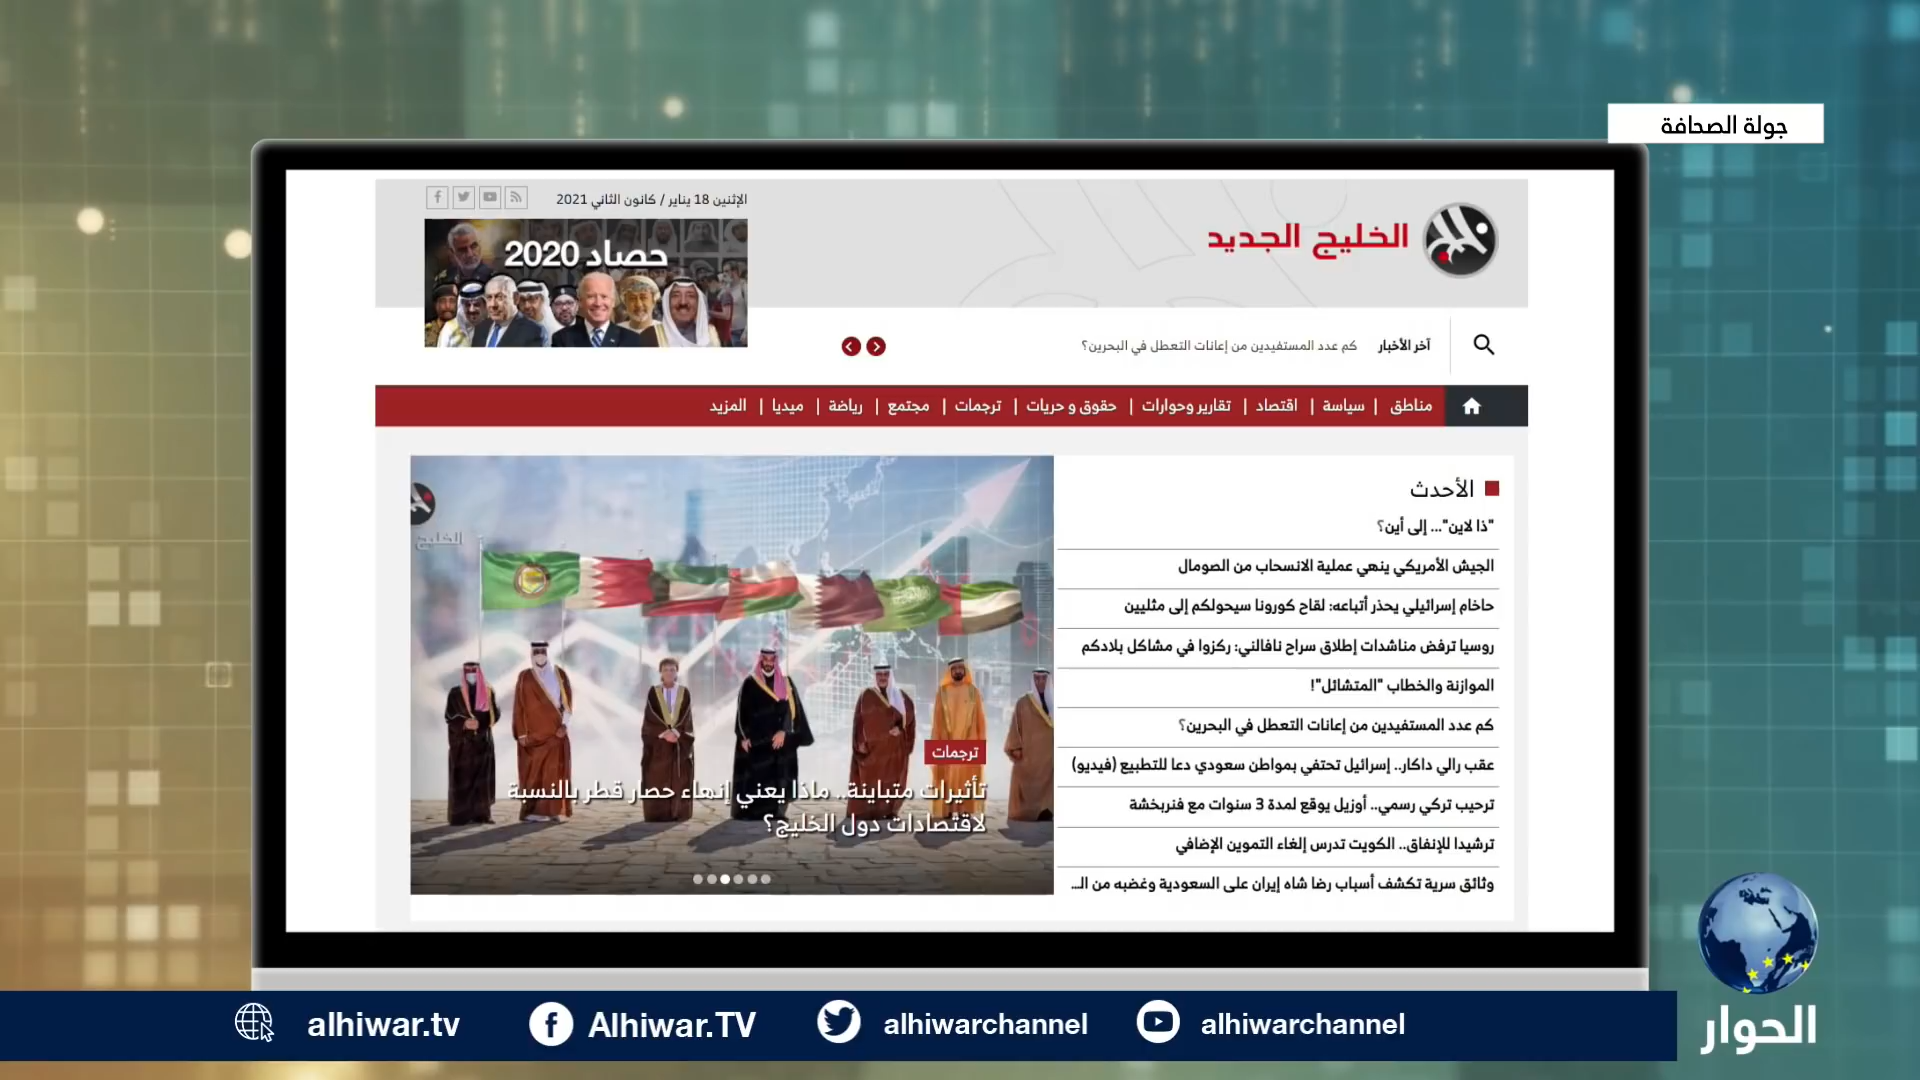 جولة الصحافة
الإثنين 18 يناير / كانون الثاني 2021
حصاد 2020
الخليج الجديد
آخر الأخبار
كم عدد المستفيدين من إعانات التعطل في البحرين؟
مناطق | سياسة | اقتصاد | تقارير وحوارات | حقوق و حريات | ترجمات | مجتمع | رياضة | ميديا | المزيد
الأحدث
"ذا لاين"... إلى أين؟
الجيش الأمريكي ينهي عملية الانسحاب من الصومال
حاخام إسرائيلي يحذر أتباعه: لقاح كورونا سيحولكم إلى مثليين
روسيا ترفض مناشدات إطلاق سراح نافالني: ركزوا في مشاكل بلادكم
الموازنة والخطاب "المتشائل"!
كم عدد المستفيدين من إعانات التعطل في البحرين؟
عقب رالي داكار.. إسرائيل تحتفي بمواطن سعودي دعا للتطبيع (فيديو)
ترحيب تركي رسمي.. أوزيل يوقع لمدة 3 سنوات مع فنربخشة
ترشيدا للإنفاق.. الكويت تدرس إلغاء التموين الإضافي
وثائق سرية تكشف أسباب رضا شاه إيران على السعودية وغضبه من الـ...
الخليج
ترجمات
تأثيرات متباينة.. ماذا يعني إنهاء حصار قطر بالنسبة
لاقتصادات دول الخليج؟
alhiwar.tv
Alhiwar.TV
alhiwarchannel
alhiwarchannel
الحوار